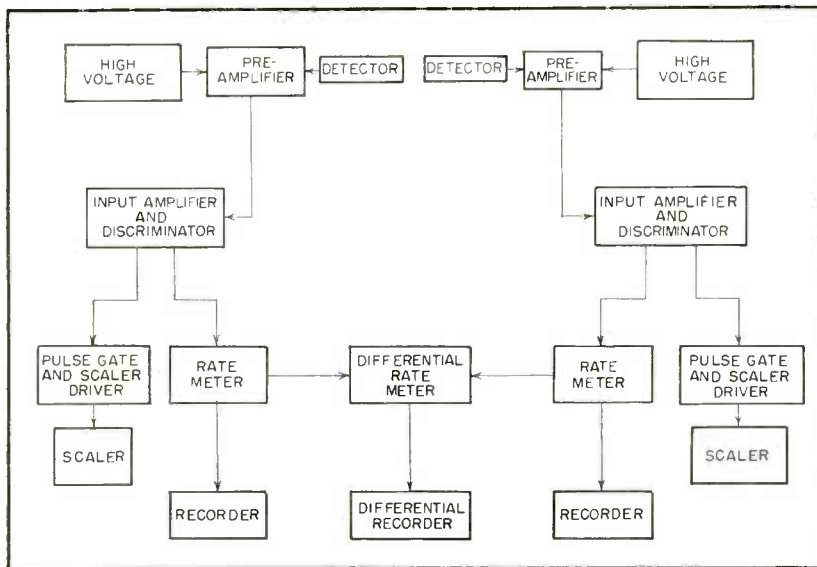 HIGH
VOLTAGE
PRE-
AMPLIFIER
DETECTOR
DETECTOR
PRE-
AMPLIFIER
HIGH
VOLTAGE
INPUT AMPLIFIER
AND
DISCRIMINATOR
INPUT AMPLIFIER
AND
DISCRIMINATOR
PULSE GATE
AND SCALER
DRIVER
RATE
METER
DIFFERENTIAL
RATE
METER
RATE
METER
PULSE GATE
AND SCALER
DRIVER
SCALER
SCALER
RECORDER
DIFFERENTIAL
RECORDER
RECORDER